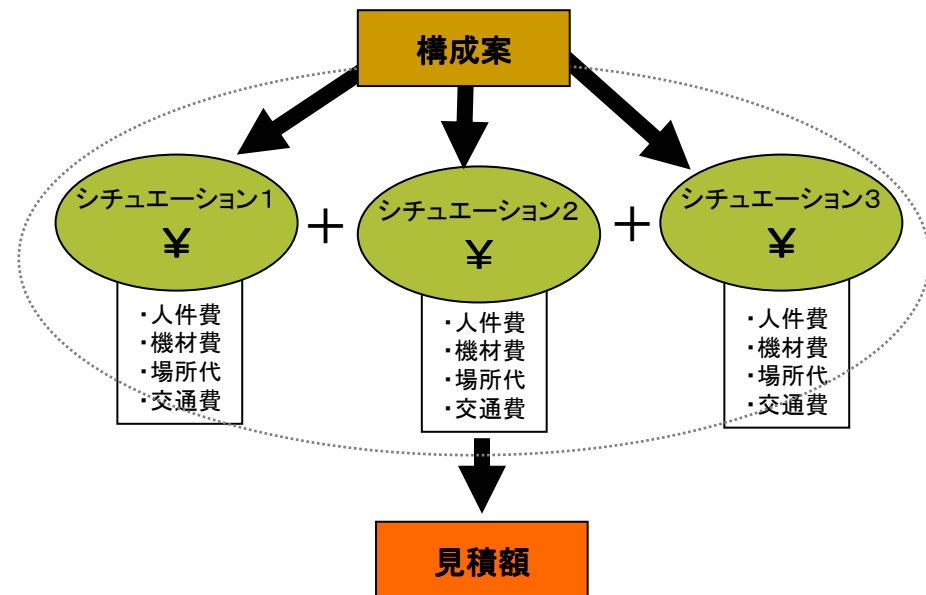 構成案
シチュエーション1
¥
＋
シチュエーション2
¥
＋
シチュエーション3
¥
・人件費
・機材費
・場所代
・交通費
・人件費
・機材費
・場所代
・交通費
・人件費
・機材費
・場所代
・交通費
見積額